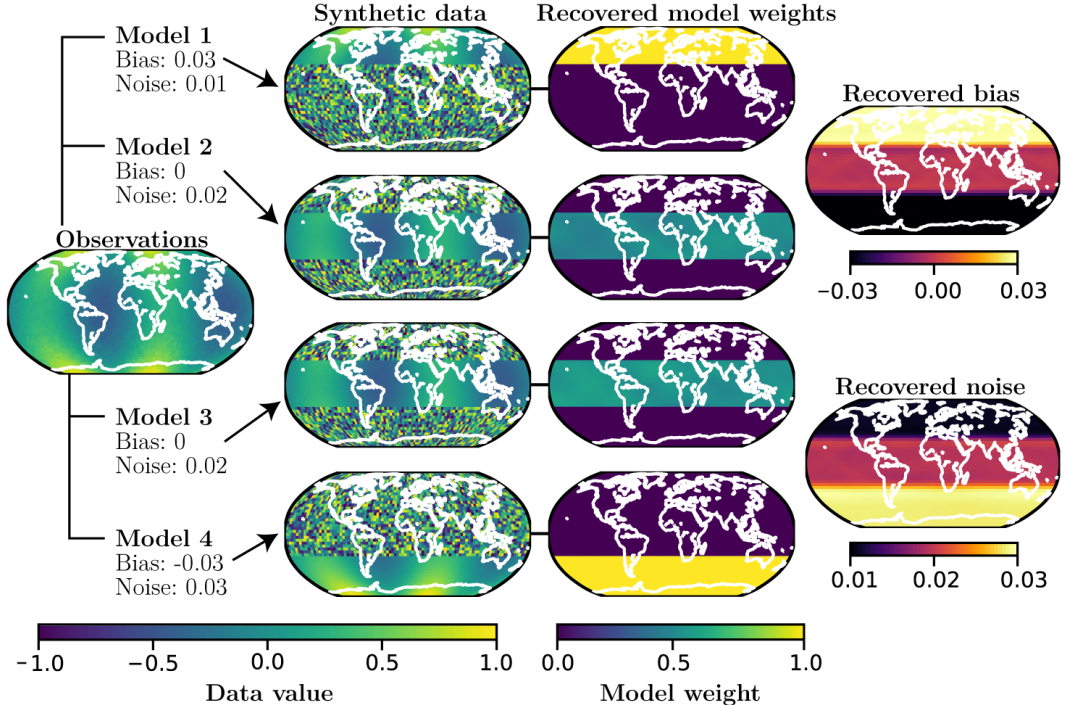 Synthetic data
Recovered model weights
Model 1
Bias: 0.03
Noise: 0.01
Recovered bias
Model 2
Bias: 0
Noise: 0.02
Observations
−0.03 0.00 0.03
Recovered noise
Model 3
Bias: 0
Noise: 0.02
Model 4
Bias: -0.03
Noise: 0.03
0.01 0.02 0.03
−1.0 −0.5 0.0 0.5 1.0
Data value
0.0 0.5 1.0
Model weight